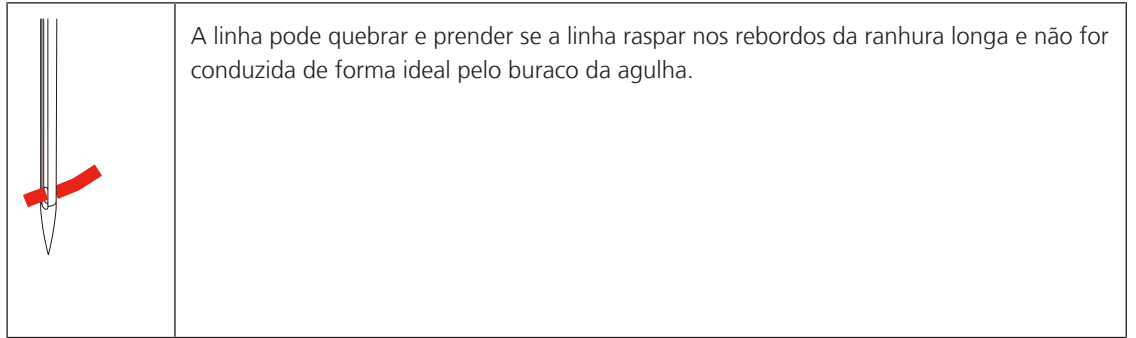 A linha pode quebrar e prender se a linha raspar nos rebordos da ranhura longa e não for
conduzida de forma ideal pelo buraco da agulha.